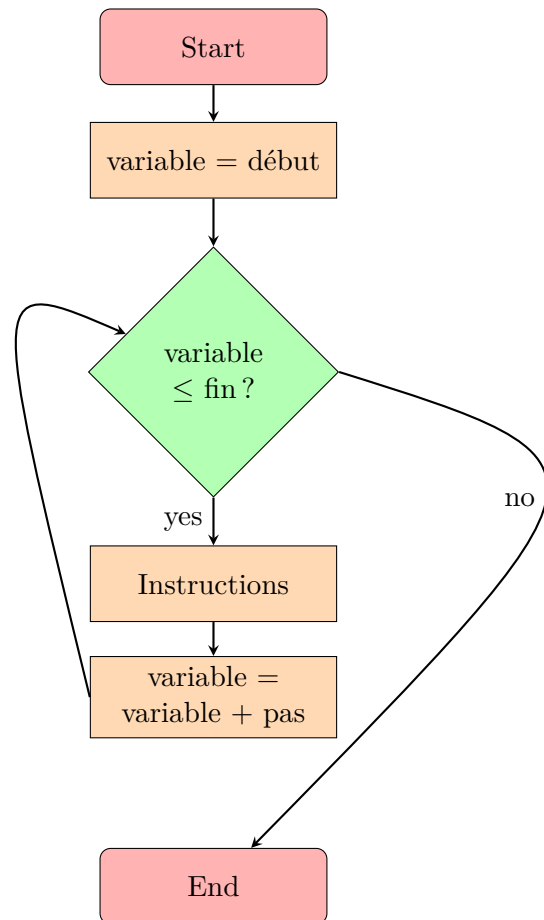 Start
variable = début
variable
≤ fin ?
yes
no
Instructions
variable =
variable + pas
End